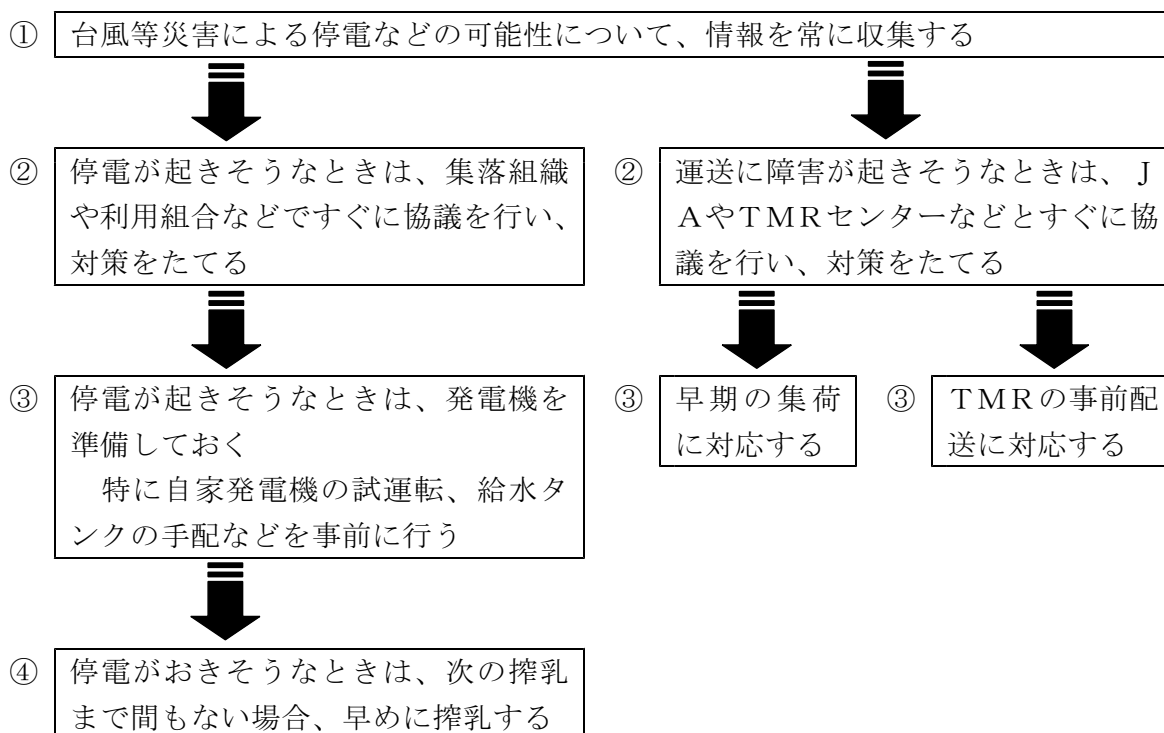 ① 台風等災害による停電などの可能性について、情報を常に収集する
② 停電が起きそうなときは、集落組織
や利用組合などですぐに協議を行い、
対策をたてる
② 運送に障害が起きそうなときは、Ｊ
ＡやＴＭＲセンターなどとすぐに協
議を行い、対策をたてる
③ 停電が起きそうなときは、発電機を
準備しておく
　特に自家発電機の試運転、給水タ
ンクの手配などを事前に行う
③ 早期の集荷
に対応する
③ ＴＭＲの事前配
送に対応する
④ 停電がおきそうなときは、次の搾乳
まで間もない場合、早めに搾乳する